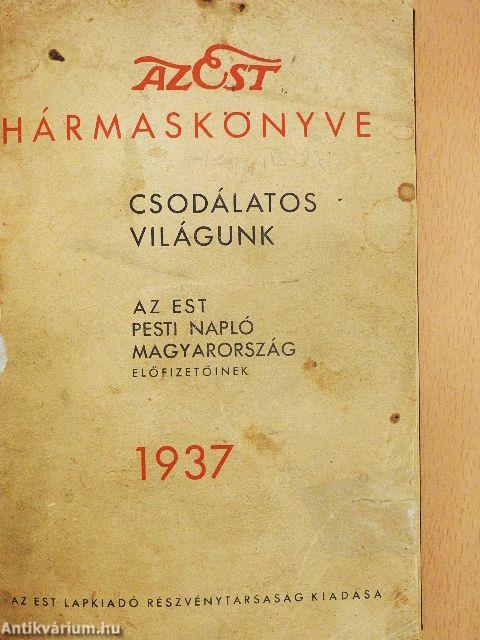 AZ EST
HÁRMASKÖNYVE
CSODÁLATOS
VILÁGUNK
AZ EST
PESTI NAPLÓ
MAGYARORSZÁG
ELŐFIZETŐINEK
1937
AZ EST LAPKIADÓ RÉSZVÉNYTÁRSASÁG KIADÁSA
Antikvárium.hu